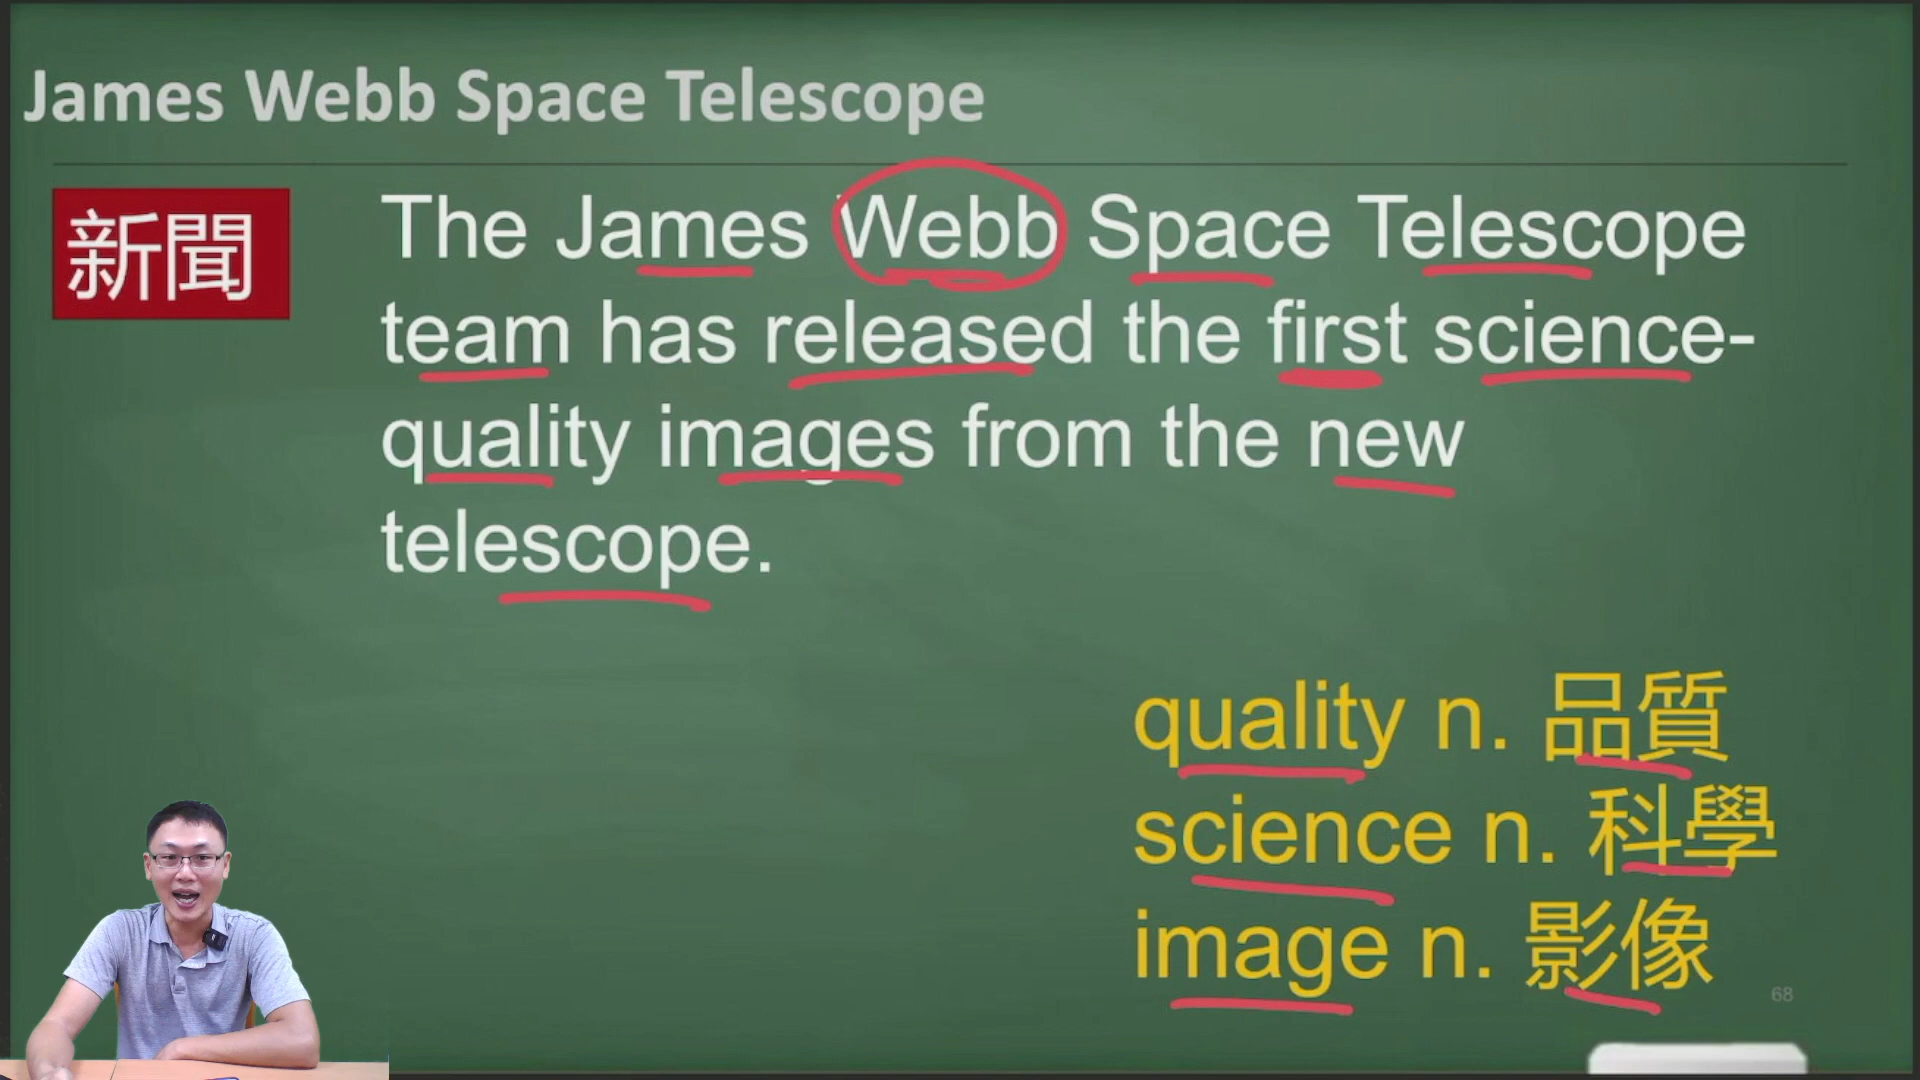 James Webb Space Telescope
新聞
The James Webb Space Telescope
team has released the first science-
quality images from the new
telescope.
quality n. 品質
science n. 科學
image n. 影像
68